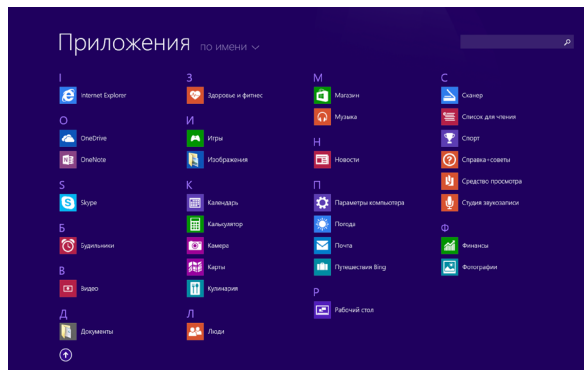 Приложения по имени
I
Internet Explorer
O
OneDrive
OneNote
S
Skype
Б
Будильники
В
Видео
Д
Документы
З
Здоровье и фитнес
И
Игры
Изображения
К
Календарь
Калькулятор
Камера
Карты
Кулинария
Л
Люди
М
Магазин
Музыка
Н
Новости
П
Параметры компьютера
Погода
Почта
Путешествия Bing
Р
Рабочий стол
С
Сканер
Список для чтения
Спорт
Справка+советы
Средство просмотра
Студия звукозаписи
Ф
Финансы
Фотографии